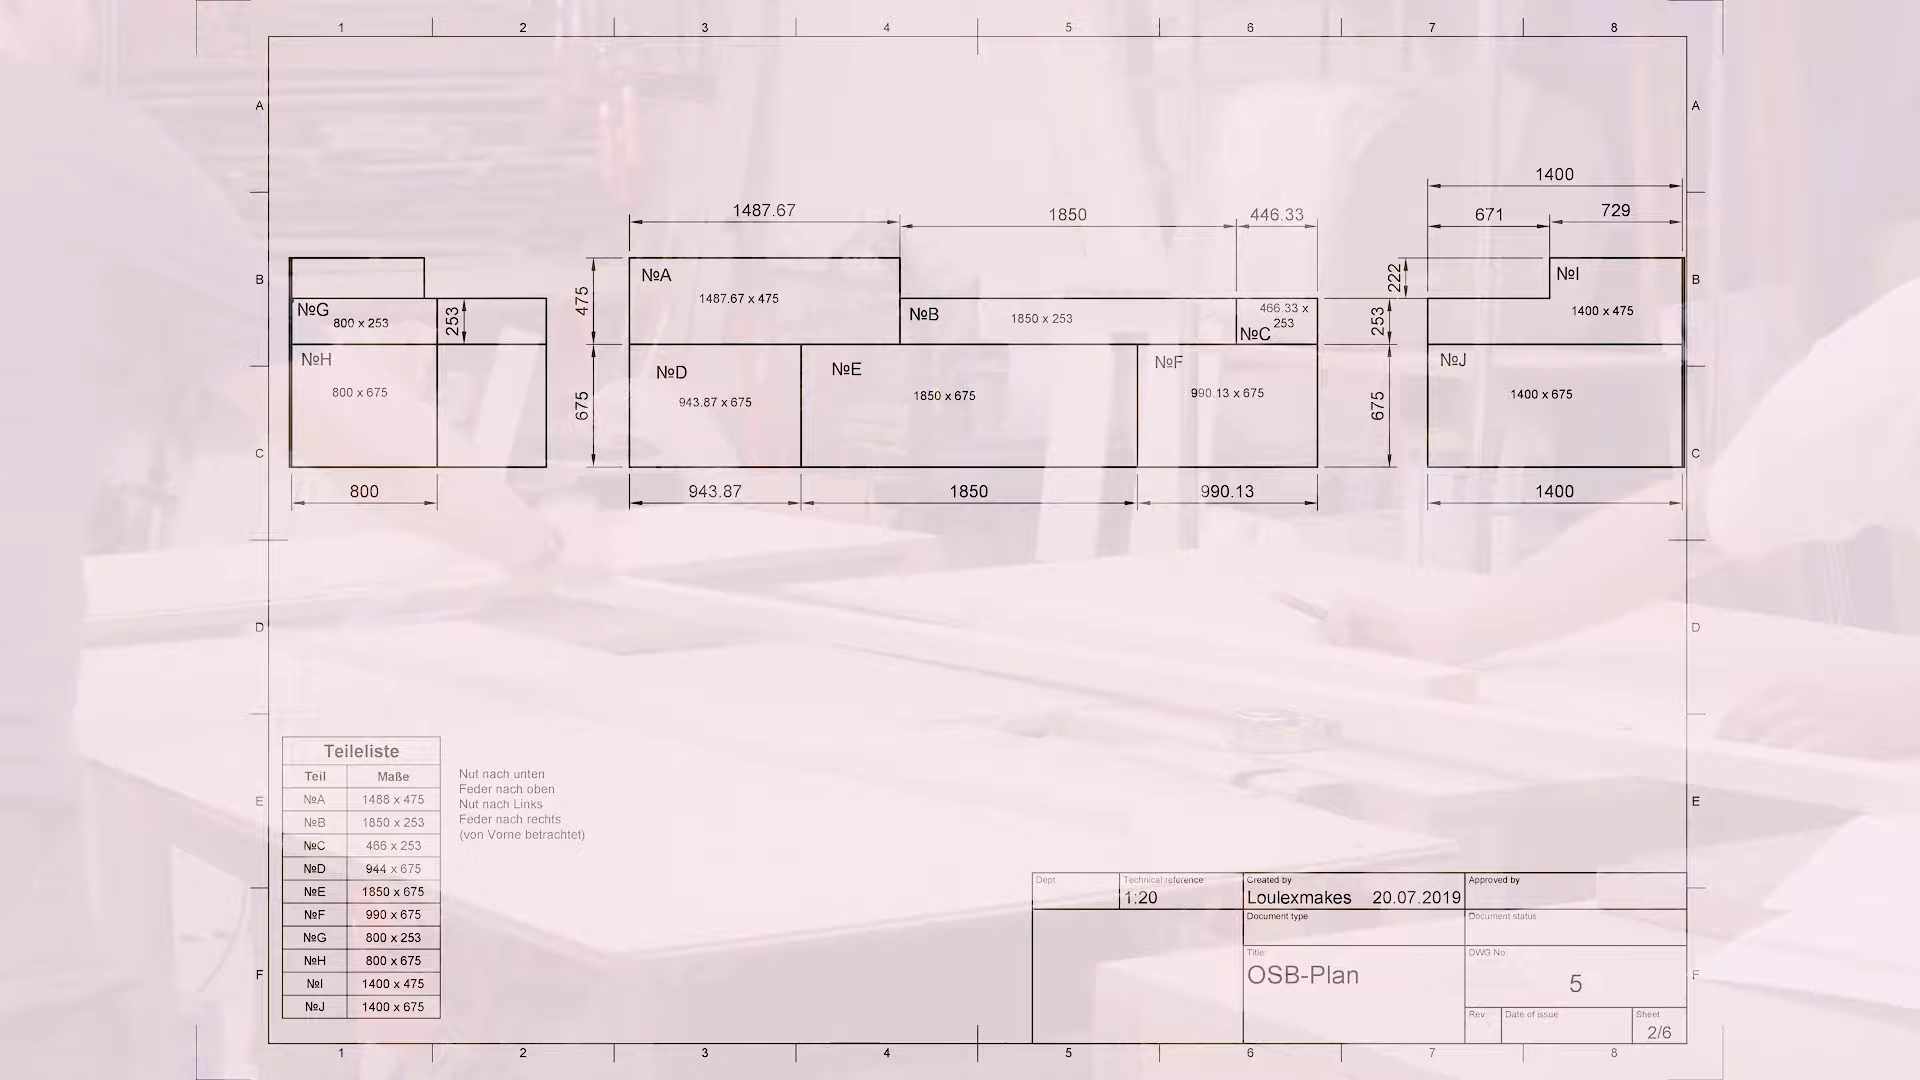 1 2 3 4 5 6 7 8
A A
1400
1487.67 1850 446.33 671 729
B B
№A
1487.67 x 475
475
№B
1850 x 253
466.33 x
253
№C
222
253
№I
1400 x 475
№G
800 x 253
253
№H
800 x 675
675
№D
943.87 x 675
№E
1850 x 675
№F
990.13 x 675
675
№J
1400 x 675
C C
800 943.87 1850 990.13 1400
D D
Teileliste
Teil Maße
№A 1488 x 475
№B 1850 x 253
№C 466 x 253
№D 944 x 675
№E 1850 x 675
№F 990 x 675
№G 800 x 253
№H 800 x 675
№I 1400 x 475
№J 1400 x 675
Nut nach unten
Feder nach oben
Nut nach Links
Feder nach rechts
(von Vorne betrachtet)
E E
Dept Technical reference Created by Approved by
1:20 Loulexmakes 20.07.2019
Document type Document status
Title DWG No.
OSB-Plan 5
F F
Rev. Date of issue Sheet
2/6
1 2 3 4 5 6 7 8